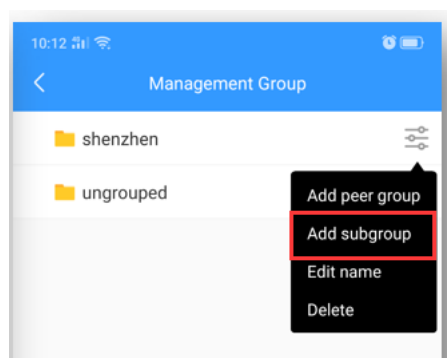 10:12
Management Group
shenzhen
ungrouped
Add peer group
Add subgroup
Edit name
Delete